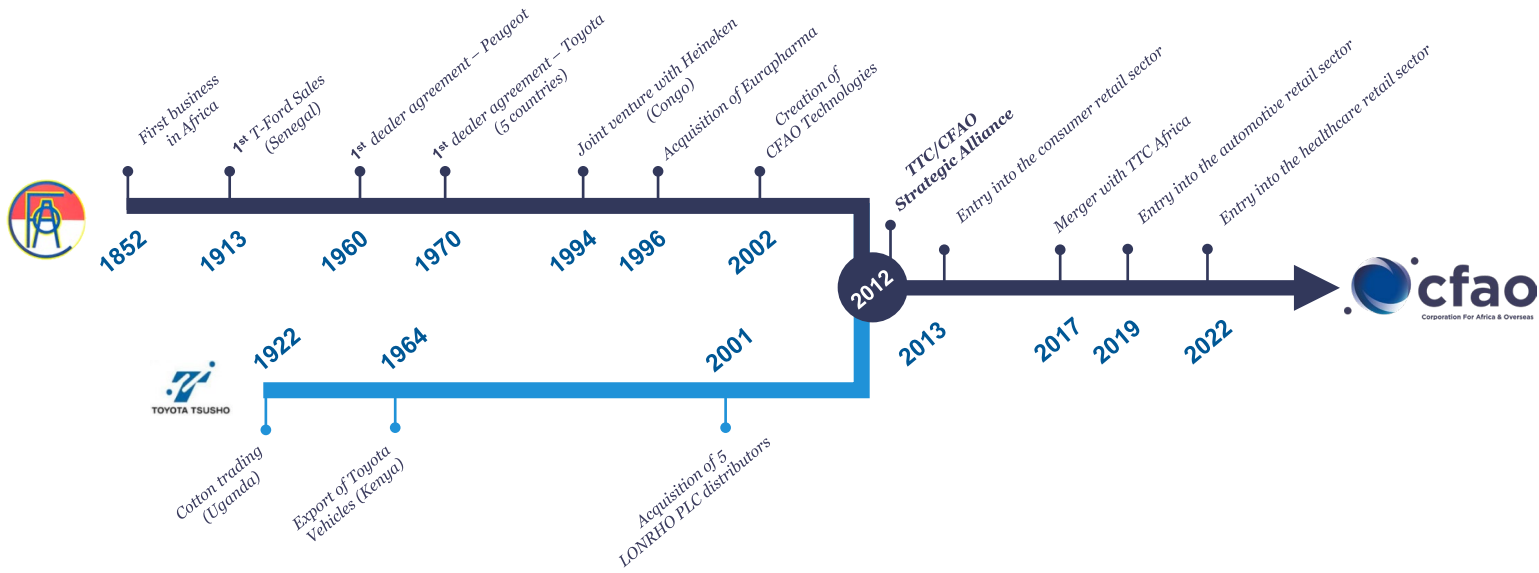 First business
in Africa
1st T-Ford Sales
(Senegal)
1st dealer agreement – Peugeot
1st dealer agreement – Toyota
(5 countries)
Joint venture with Heineken
(Congo)
Acquisition of Eurapharma
Creation of
CFAO Technologies
TTC/CFAO
Strategic Alliance
Entry into the consumer retail sector
Merger with TTC Africa
Entry into the automotive retail sector
Entry into the healthcare retail sector
CFAO
1852
1913
1960
1970
1994
1996
2002
2012
cfao
Corporation For Africa & Overseas
2013
2017
2019
2022
1922
1964
2001
TOYOTA TSUSHO
Cotton trading
(Uganda)
Export of Toyota
Vehicles (Kenya)
Acquisition of 5
LONRHO PLC distributors